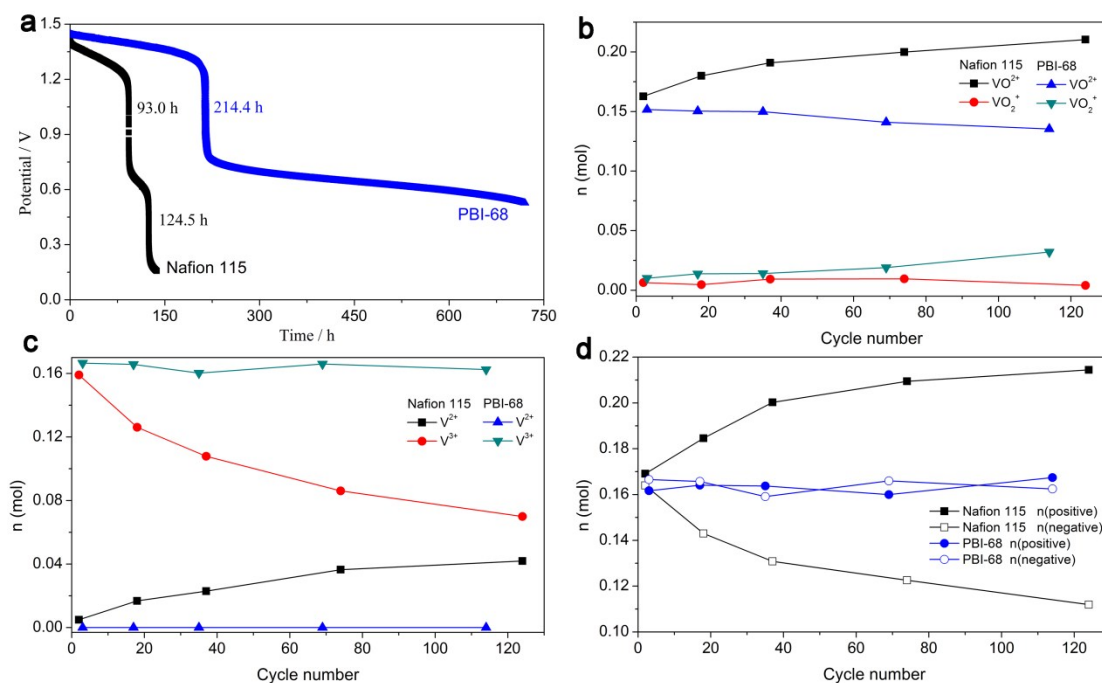 a
Potential / V
1.5
1.2
0.9
0.6
0.3
0.0
93.0 h
214.4 h
124.5 h
PBI-68
Nafion 115
0 150 300 450 600 750
Time / h
b
n (mol)
0.20
0.15
0.10
0.05
0.00
Nafion 115 PBI-68
VO²⁺ VO²⁺
VO₂⁺ VO₂⁺
0 20 40 60 80 100 120
Cycle number
c
n (mol)
0.16
0.12
0.08
0.04
0.00
Nafion 115 PBI-68
V²⁺ V²⁺
V³⁺ V³⁺
0 20 40 60 80 100 120
Cycle number
d
n (mol)
0.22
0.20
0.18
0.16
0.14
0.12
0.10
Nafion 115 n(positive)
Nafion 115 n(negative)
PBI-68 n(positive)
PBI-68 n(negative)
0 20 40 60 80 100 120
Cycle number